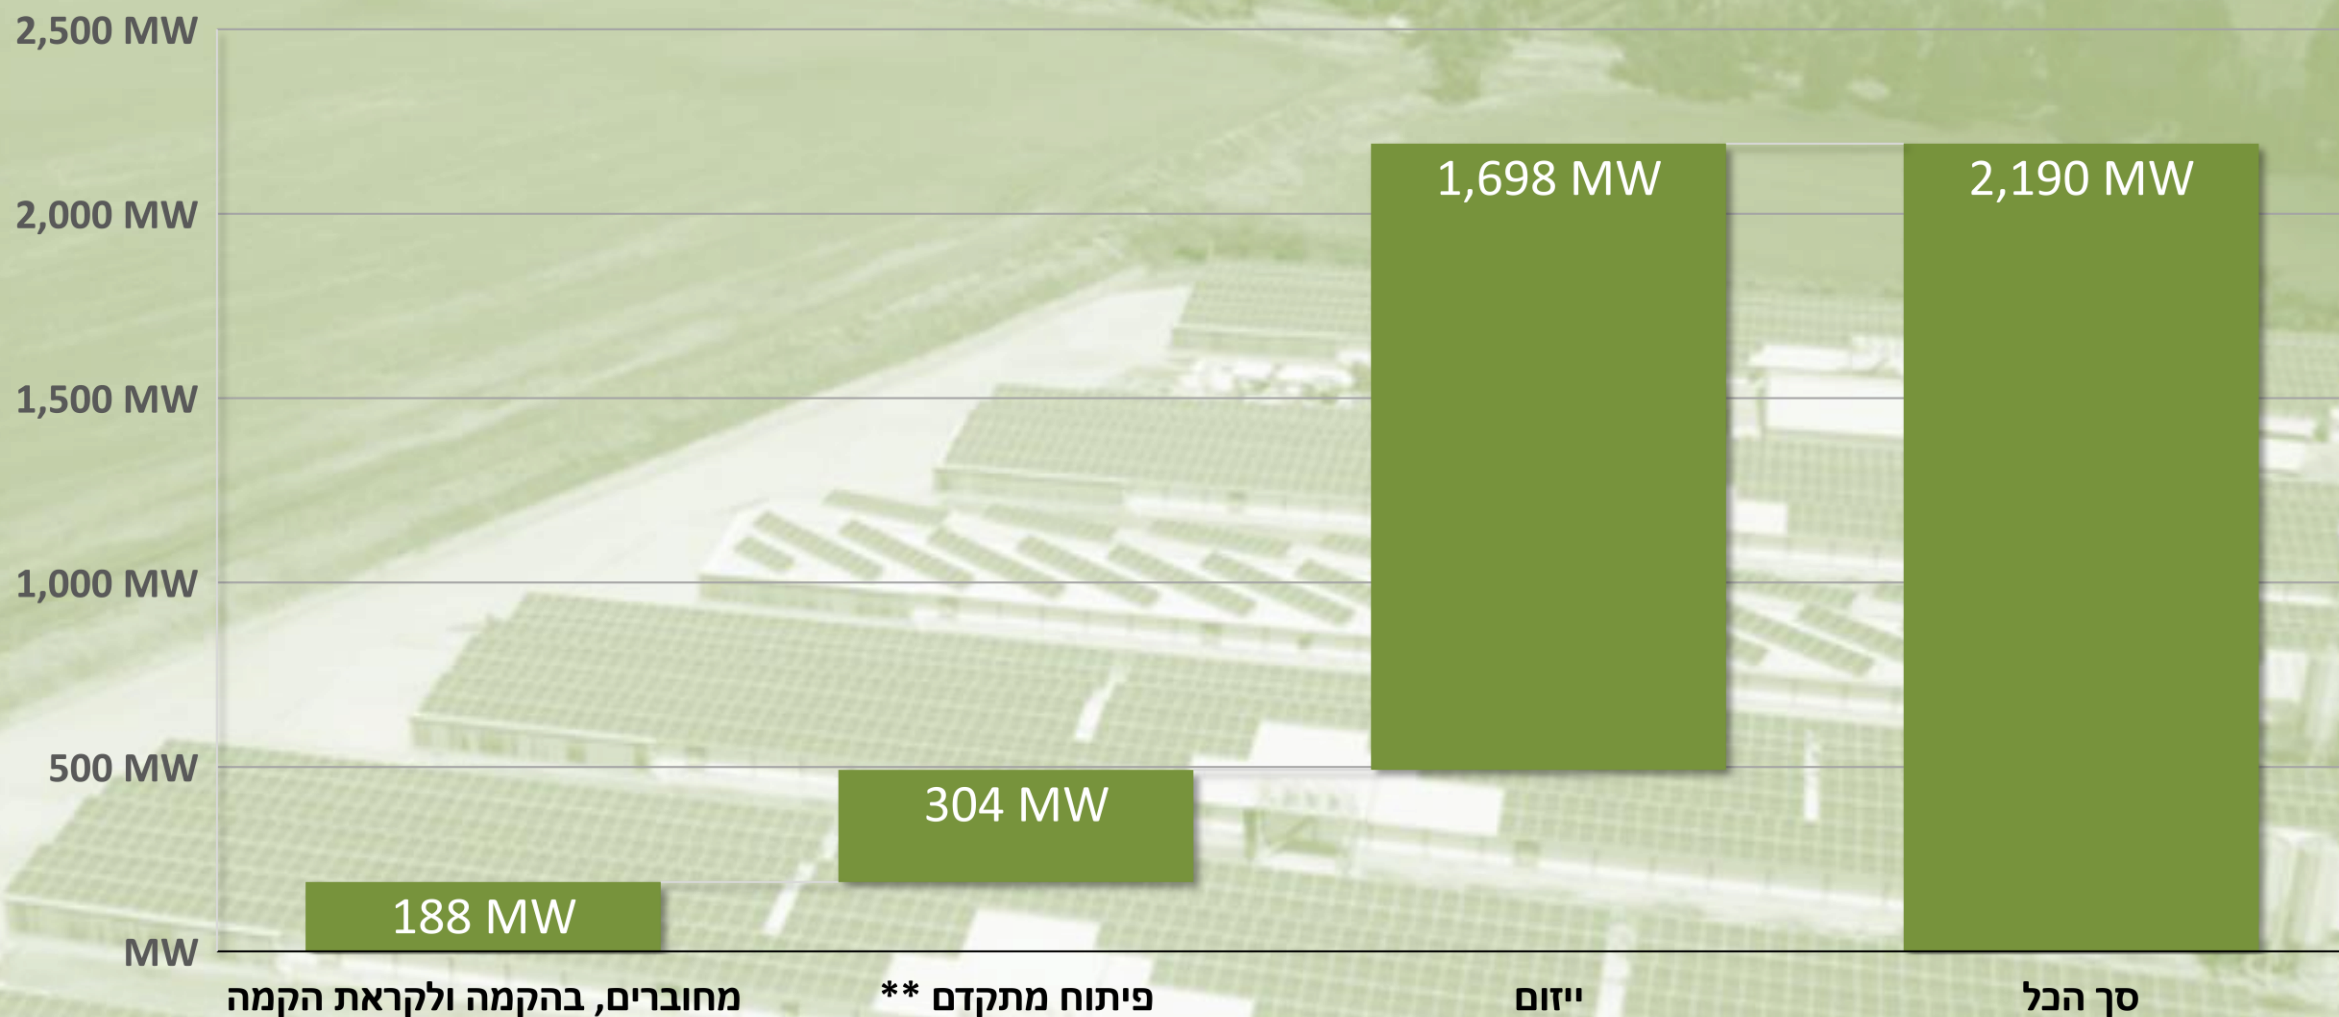 2,500 MW
2,000 MW
1,500 MW
1,000 MW
500 MW
MW
188 MW
304 MW
1,698 MW
2,190 MW
מחוברים, בהקמה ולקראת הקמה
פיתוח מתקדם **
ייזום
סך הכל